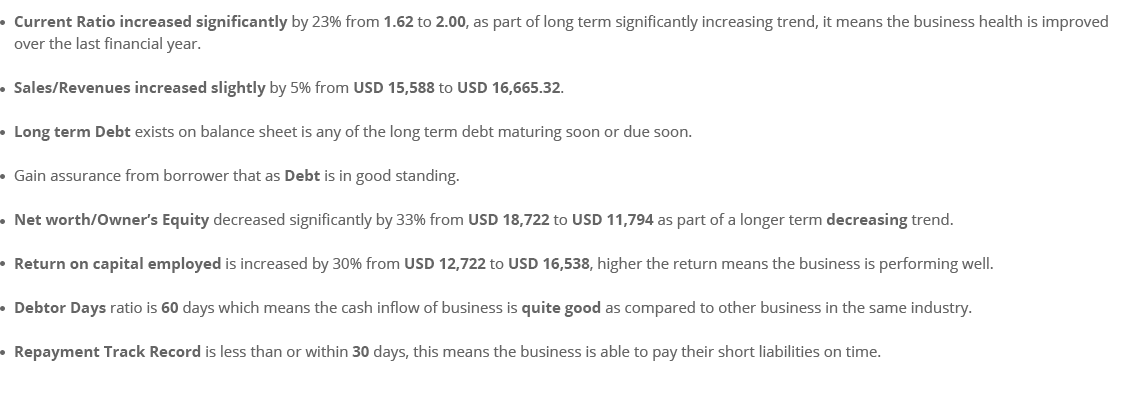 • Current Ratio increased significantly by 23% from 1.62 to 2.00, as part of long term significantly increasing trend, it means the business health is improved
over the last financial year.
• Sales/Revenues increased slightly by 5% from USD 15,588 to USD 16,665.32.
• Long term Debt exists on balance sheet is any of the long term debt maturing soon or due soon.
• Gain assurance from borrower that as Debt is in good standing.
• Net worth/Owner’s Equity decreased significantly by 33% from USD 18,722 to USD 11,794 as part of a longer term decreasing trend.
• Return on capital employed is increased by 30% from USD 12,722 to USD 16,538, higher the return means the business is performing well.
• Debtor Days ratio is 60 days which means the cash inflow of business is quite good as compared to other business in the same industry.
• Repayment Track Record is less than or within 30 days, this means the business is able to pay their short liabilities on time.